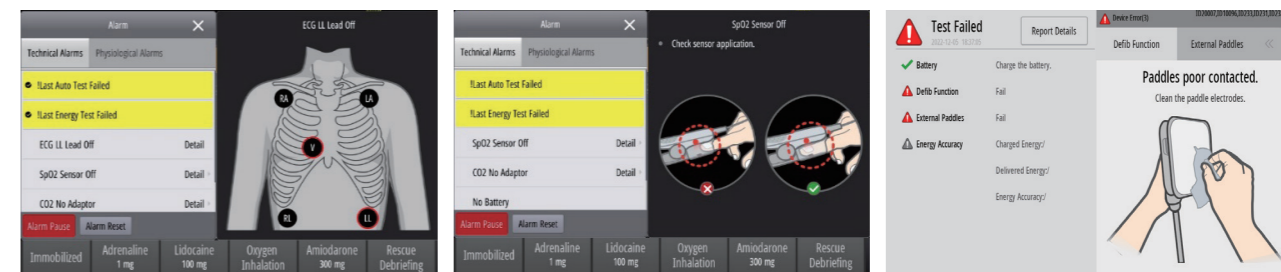 Alarm
Technical Alarms Physiological Alarms
!Last Auto Test Failed
!Last Energy Test Failed
ECG LL Lead Off Detail
SpO2 Sensor Off Detail
CO2 No Adaptor Detail
Alarm Pause Alarm Reset
ECG LL Lead Off
RA
LA
V
RL
LL
Immobilized
Adrenaline
1 mg
Lidocaine
100 mg
Oxygen
Inhalation
Amiodarone
300 mg
Rescue
Debriefing
Alarm
Technical Alarms Physiological Alarms
!Last Auto Test Failed
!Last Energy Test Failed
SpO2 Sensor Off Detail
CO2 No Adaptor Detail
No Battery
Alarm Pause Alarm Reset
SpO2 Sensor Off
Check sensor application.
Immobilized
Adrenaline
1 mg
Lidocaine
100 mg
Oxygen
Inhalation
Amiodarone
300 mg
Rescue
Debriefing
Test Failed
Report Details
Battery Charge the battery.
Defib Function Fail
External Paddles Fail
Energy Accuracy Charged Energy:/
Delivered Energy:/
Energy Accuracy:/
Device Error(3)
Defib Function External Paddles
Paddles poor contacted.
Clean the paddle electrodes.